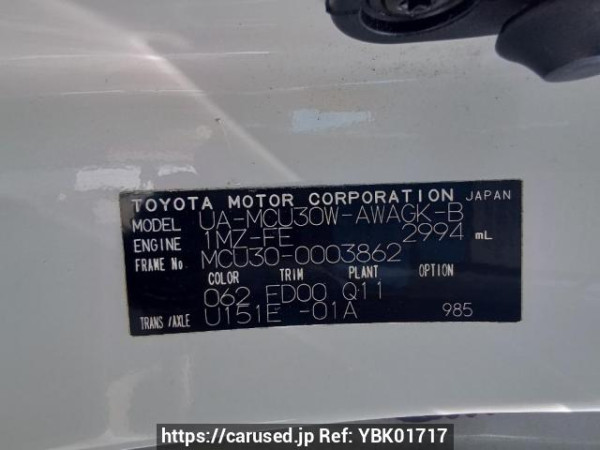 TOYOTA MOTOR CORPORATION JAPAN
MODEL UA-MCU30W-AWAGK-B
ENGINE 1MZ-FE 2994 mL
FRAME No MCU30-0003862
COLOR TRIM PLANT OPTION
062 FD00 Q11
TRANS/AXLE U151E -01A 985
https://carused.jp Ref: YBK01717